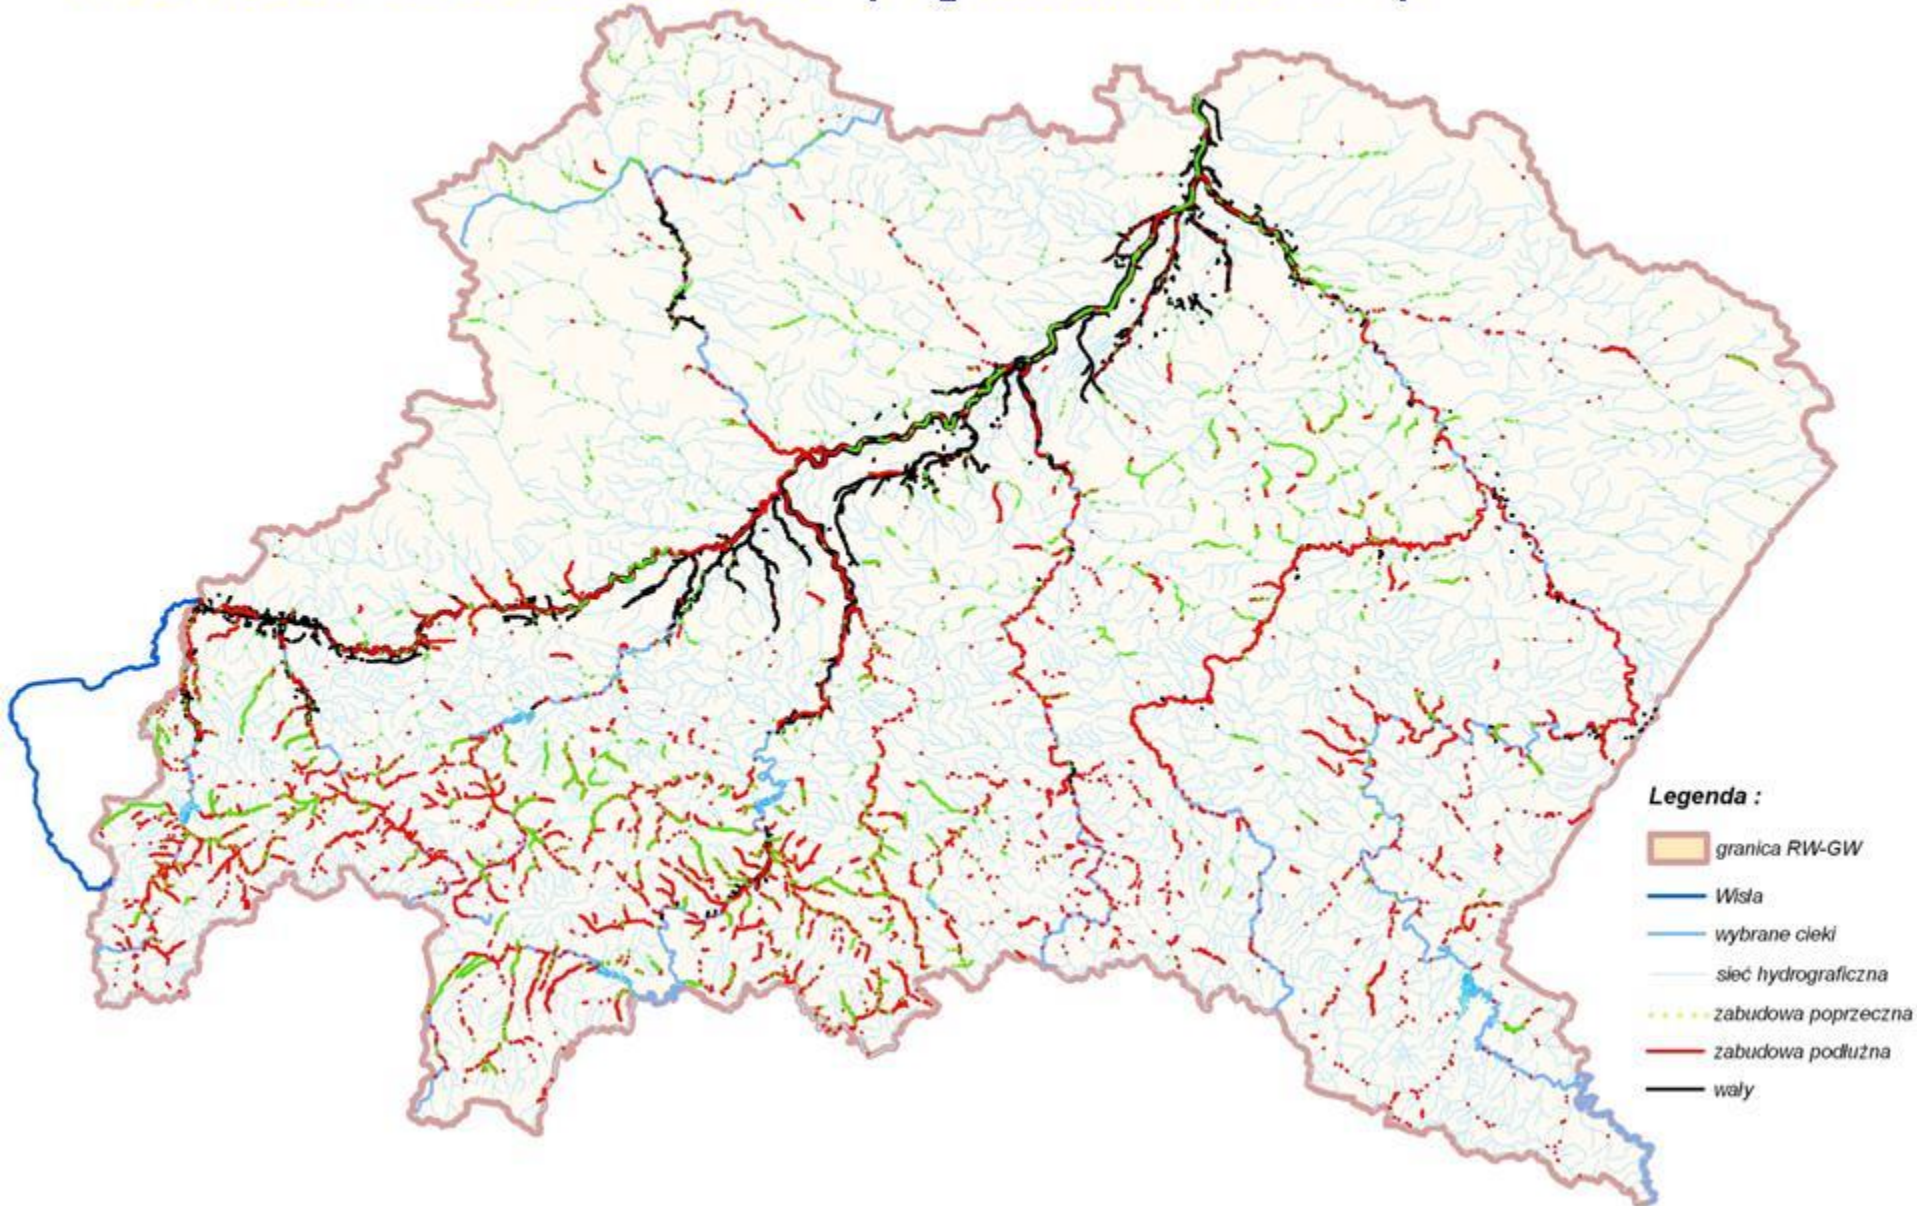 Legenda :
granica RW-GW
Wisła
wybrane cieki
sieć hydrograficzna
zabudowa poprzeczna
zabudowa podłużna
wały